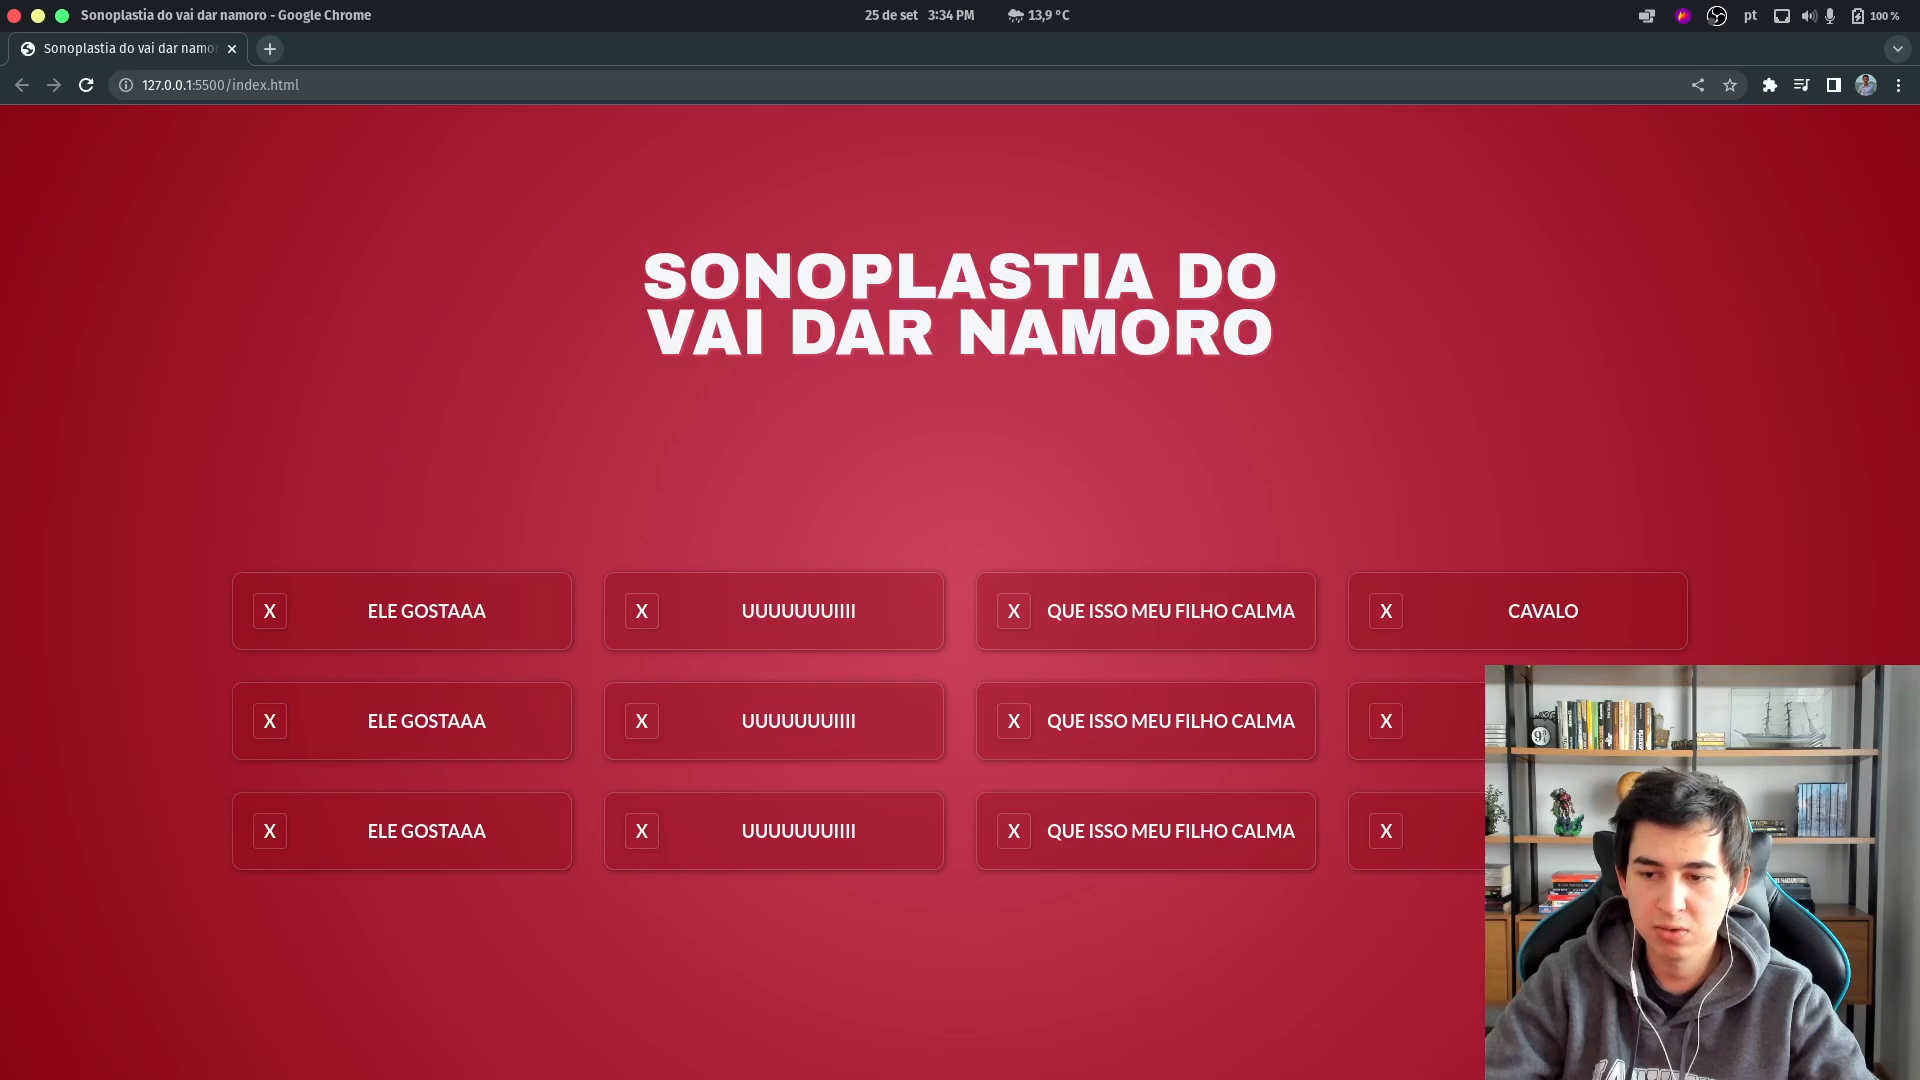 Sonoplastia do vai dar namoro - Google Chrome
25 de set 3:34 PM
13,9 °C
pt
100 %
Sonoplastia do vai dar namo
127.0.0.1:5500/index.html
SONOPLASTIA DO
VAI DAR NAMORO
X ELE GOSTAAA
X UUUUUUUIIII
X QUE ISSO MEU FILHO CALMA
X CAVALO
X ELE GOSTAAA
X UUUUUUUIIII
X QUE ISSO MEU FILHO CALMA
X
X ELE GOSTAAA
X UUUUUUUIIII
X QUE ISSO MEU FILHO CALMA
X